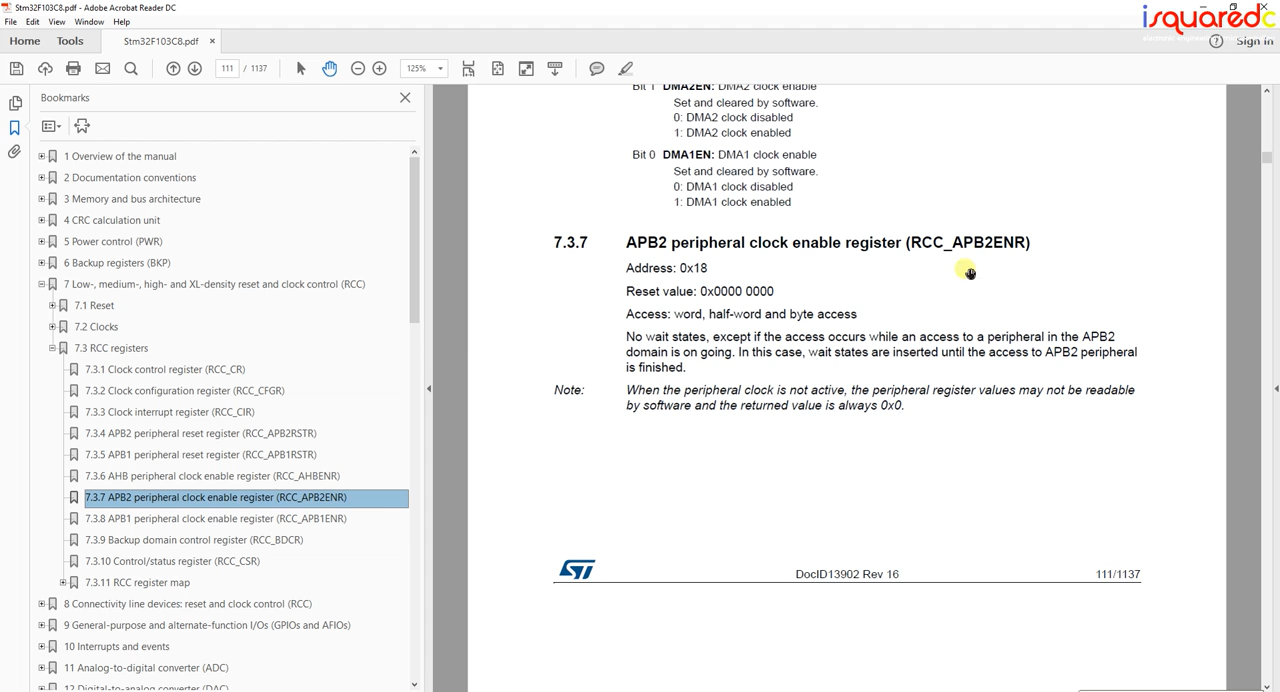 Stm32F103C8.pdf - Adobe Acrobat Reader DC
isquaredc
File Edit View Window Help
Home Tools Stm32F103C8.pdf × Sign In
111 / 1137 125%
Bookmarks
1 Overview of the manual
2 Documentation conventions
3 Memory and bus architecture
4 CRC calculation unit
5 Power control (PWR)
6 Backup registers (BKP)
7 Low-, medium-, high- and XL-density reset and clock control (RCC)
7.1 Reset
7.2 Clocks
7.3 RCC registers
7.3.1 Clock control register (RCC_CR)
7.3.2 Clock configuration register (RCC_CFGR)
7.3.3 Clock interrupt register (RCC_CIR)
7.3.4 APB2 peripheral reset register (RCC_APB2RSTR)
7.3.5 APB1 peripheral reset register (RCC_APB1RSTR)
7.3.6 AHB peripheral clock enable register (RCC_AHBENR)
7.3.7 APB2 peripheral clock enable register (RCC_APB2ENR)
7.3.8 APB1 peripheral clock enable register (RCC_APB1ENR)
7.3.9 Backup domain control register (RCC_BDCR)
7.3.10 Control/status register (RCC_CSR)
7.3.11 RCC register map
8 Connectivity line devices: reset and clock control (RCC)
9 General-purpose and alternate-function I/Os (GPIOs and AFIOs)
10 Interrupts and events
11 Analog-to-digital converter (ADC)
12 Digital-to-analog converter (DAC)
Bit 1 DMA2EN: DMA2 clock enable
Set and cleared by software.
0: DMA2 clock disabled
1: DMA2 clock enabled
Bit 0 DMA1EN: DMA1 clock enable
Set and cleared by software.
0: DMA1 clock disabled
1: DMA1 clock enabled
7.3.7 APB2 peripheral clock enable register (RCC_APB2ENR)
Address: 0x18
Reset value: 0x0000 0000
Access: word, half-word and byte access
No wait states, except if the access occurs while an access to a peripheral in the APB2
domain is on going. In this case, wait states are inserted until the access to APB2 peripheral
is finished.
Note: When the peripheral clock is not active, the peripheral register values may not be readable
by software and the returned value is always 0x0.
ST DocID13902 Rev 16 111/1137